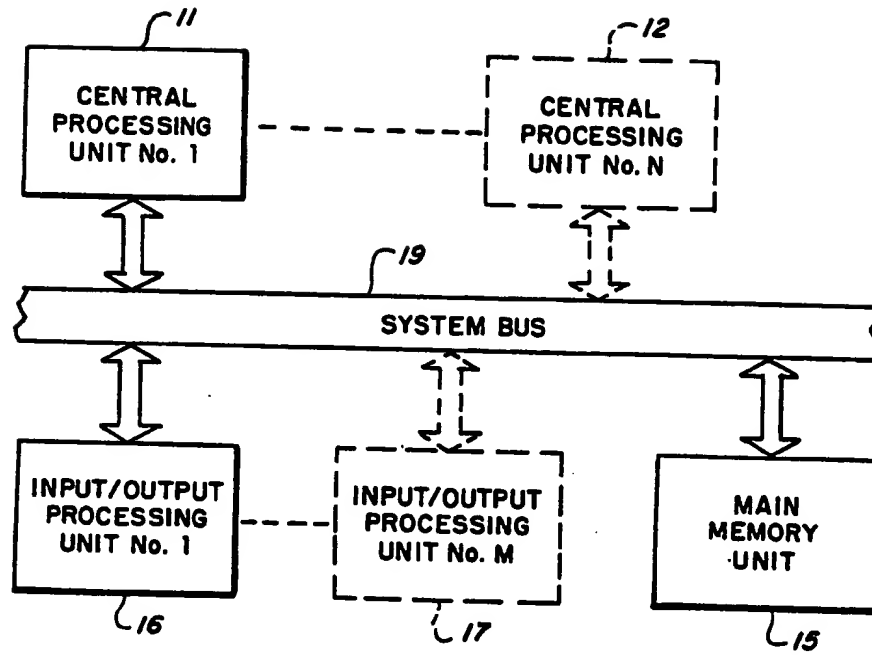 11
CENTRAL
PROCESSING
UNIT No. 1
12
CENTRAL
PROCESSING
UNIT No. N
19
SYSTEM BUS
INPUT/OUTPUT
PROCESSING
UNIT No. 1
16
INPUT/OUTPUT
PROCESSING
UNIT No. M
17
MAIN
MEMORY
UNIT
15